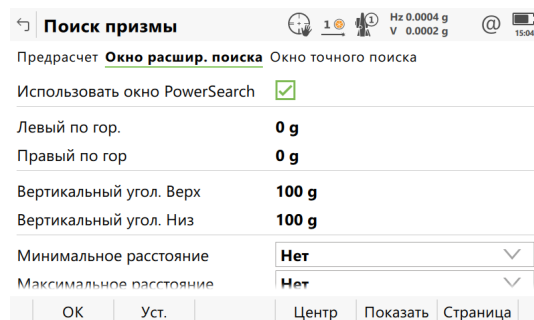 Поиск призмы 1 1 Hz 0.0004 g
V 0.0002 g @ 15:04
Предрасчет Окно расшир. поиска Окно точного поиска
Использовать окно PowerSearch
Левый по гор. 0 g
Правый по гор 0 g
Вертикальный угол. Верх 100 g
Вертикальный угол. Низ 100 g
Минимальное расстояние Нет
Максимальное расстояние Нет
ОК Уст. Центр Показать Страница